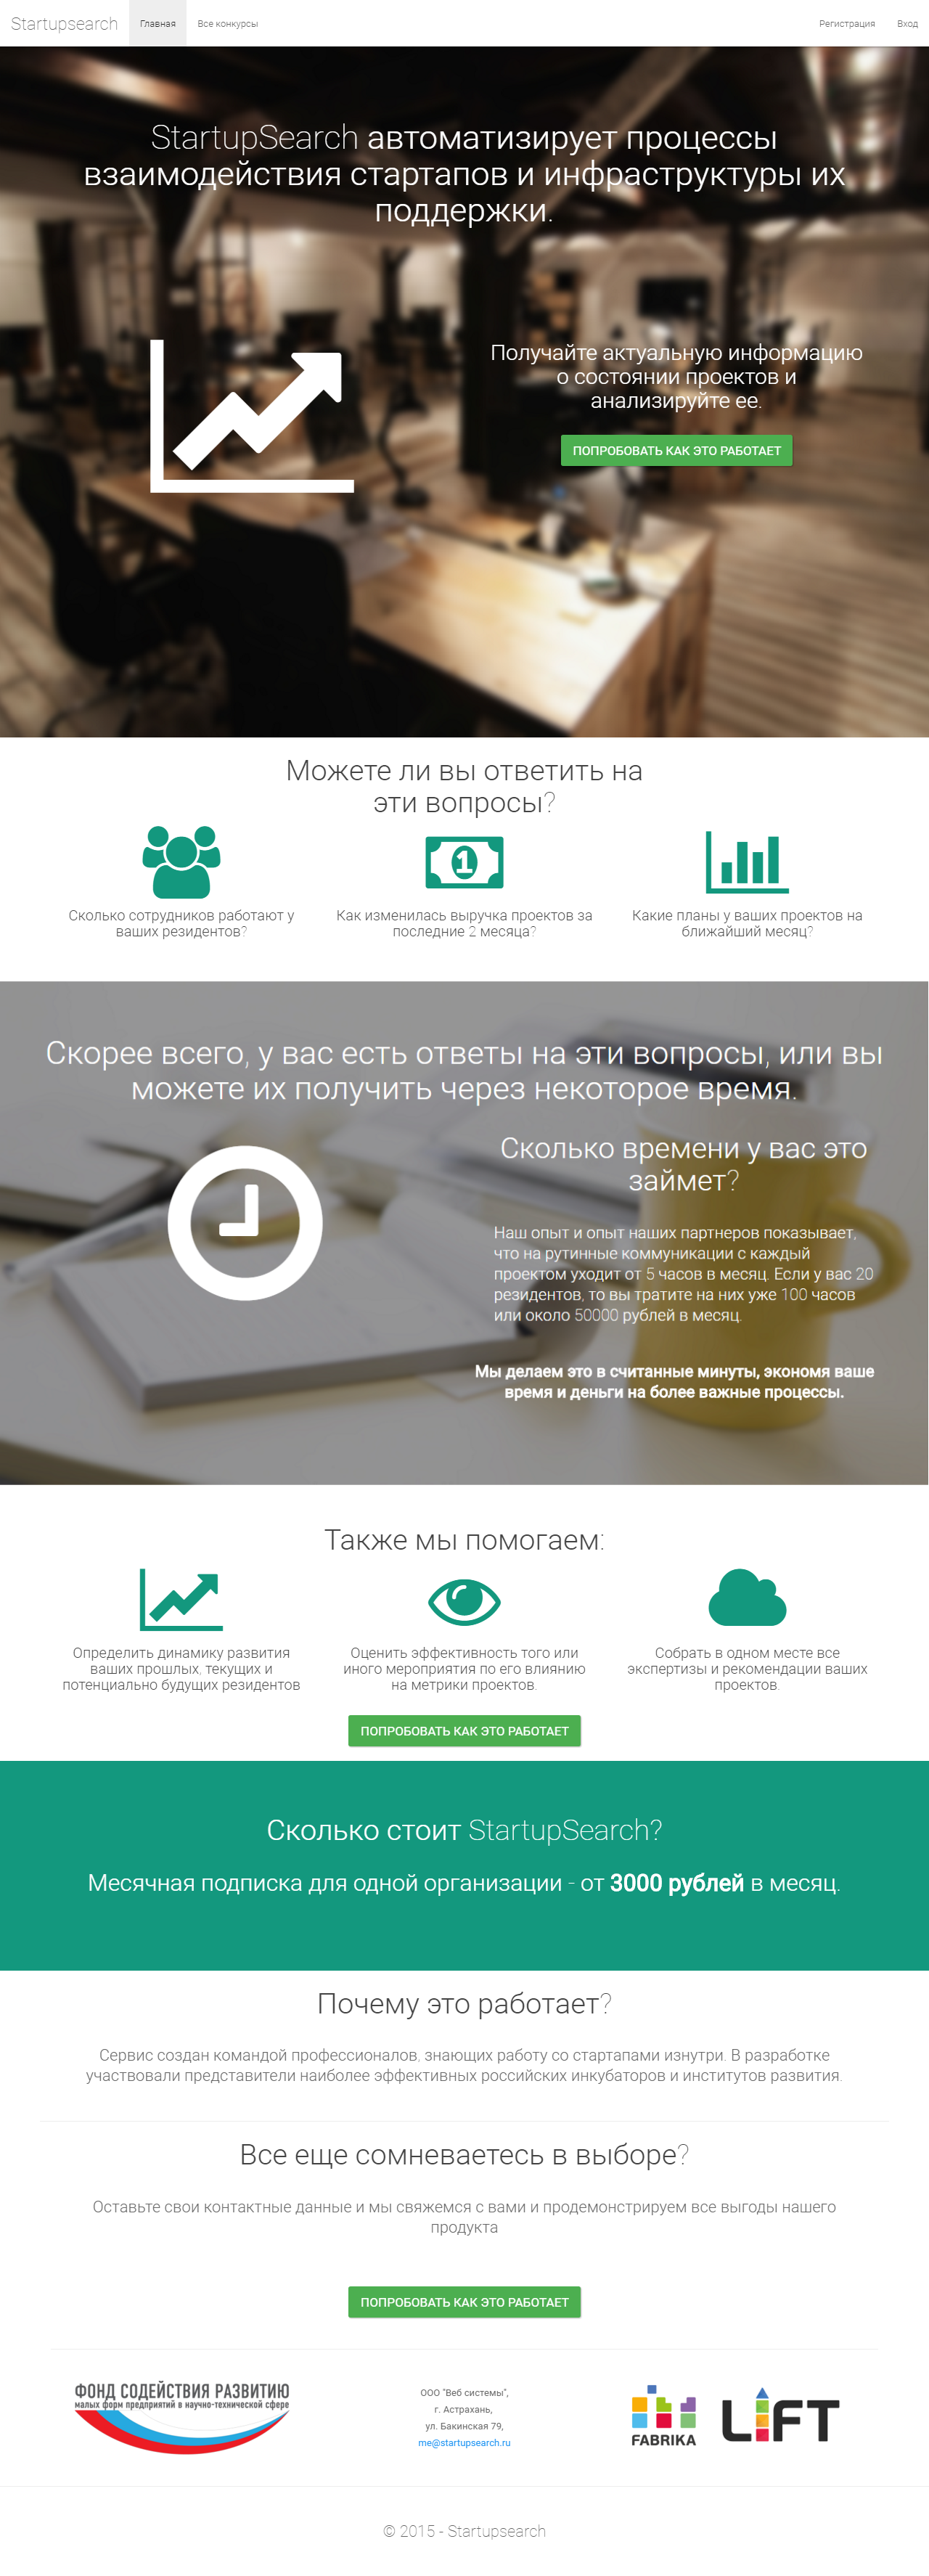 Startupsearch
Главная
Все конкурсы
Регистрация
Вход
StartupSearch автоматизирует процессы
взаимодействия стартапов и инфраструктуры их
поддержки.
Получайте актуальную информацию
о состоянии проектов и
анализируйте ее.
ПОПРОБОВАТЬ КАК ЭТО РАБОТАЕТ
Можете ли вы ответить на
эти вопросы?
1
Сколько сотрудников работают у
ваших резидентов?
Как изменилась выручка проектов за
последние 2 месяца?
Какие планы у ваших проектов на
ближайший месяц?
Скорее всего, у вас есть ответы на эти вопросы, или вы
можете их получить через некоторое время.
Сколько времени у вас это
займет?
Наш опыт и опыт наших партнеров показывает,
что на рутинные коммуникации с каждый
проектом уходит от 5 часов в месяц. Если у вас 20
резидентов, то вы тратите на них уже 100 часов
или около 50000 рублей в месяц.
Мы делаем это в считанные минуты, экономя ваше
время и деньги на более важные процессы.
Также мы помогаем:
Определить динамику развития
ваших прошлых, текущих и
потенциально будущих резидентов
Оценить эффективность того или
иного мероприятия по его влиянию
на метрики проектов.
Собрать в одном месте все
экспертизы и рекомендации ваших
проектов.
ПОПРОБОВАТЬ КАК ЭТО РАБОТАЕТ
Сколько стоит StartupSearch?
Месячная подписка для одной организации - от 3000 рублей в месяц.
Почему это работает?
Сервис создан командой профессионалов, знающих работу со стартапами изнутри. В разработке
участвовали представители наиболее эффективных российских инкубаторов и институтов развития.
Все еще сомневаетесь в выборе?
Оставьте свои контактные данные и мы свяжемся с вами и продемонстрируем все выгоды нашего
продукта
ПОПРОБОВАТЬ КАК ЭТО РАБОТАЕТ
ФОНД СОДЕЙСТВИЯ РАЗВИТИЮ
малых форм предприятий в научно-технической сфере
ООО "Веб системы",
г. Астрахань,
ул. Бакинская 79,
me@startupsearch.ru
FABRIKA
LIFT
© 2015 - Startupsearch